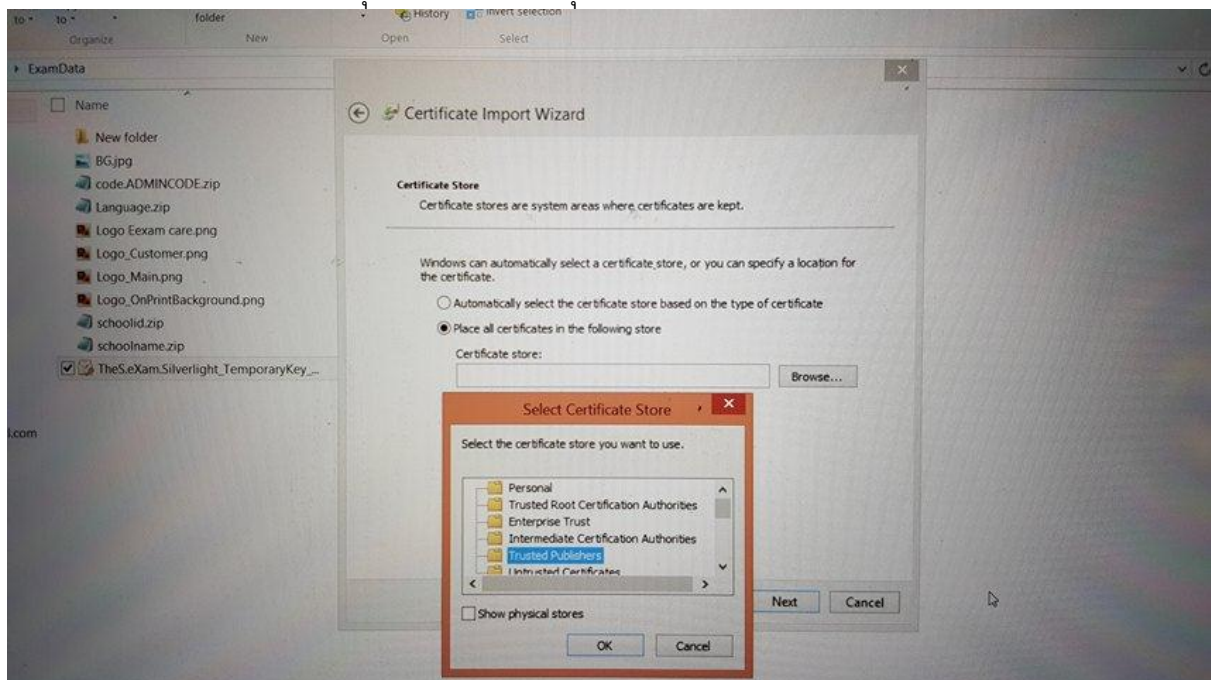 to
to
folder
History
Invert selection
Organize
New
Open
Select
ExamData
Name
New folder
BG.jpg
code.ADMINCODE.zip
Language.zip
Logo Eexam care.png
Logo_Customer.png
Logo_Main.png
Logo_OnPrintBackground.png
schoolid.zip
schoolname.zip
TheS.eXam.Silverlight_TemporaryKey_...
l.com
Certificate Import Wizard
Certificate Store
Certificate stores are system areas where certificates are kept.
Windows can automatically select a certificate store, or you can specify a location for
the certificate.
Automatically select the certificate store based on the type of certificate
Place all certificates in the following store
Certificate store:
Browse...
Select Certificate Store
Select the certificate store you want to use.
Personal
Trusted Root Certification Authorities
Enterprise Trust
Intermediate Certification Authorities
Trusted Publishers
Untrusted Certificates
Show physical stores
OK
Cancel
Next
Cancel